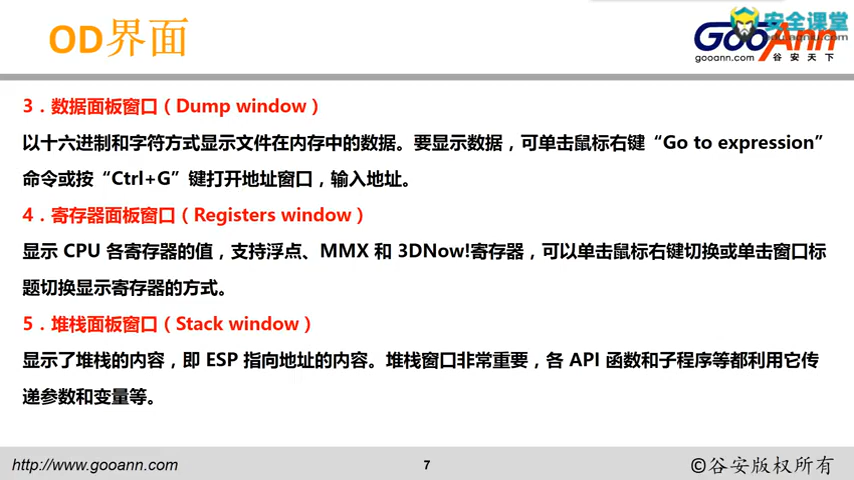 OD界面
GooAnn
gooann.com 谷安天下
安全课堂
3．数据面板窗口（Dump window）
以十六进制和字符方式显示文件在内存中的数据。要显示数据，可单击鼠标右键“Go to expression”
命令或按“Ctrl+G”键打开地址窗口，输入地址。
4．寄存器面板窗口（Registers window）
显示 CPU 各寄存器的值，支持浮点、MMX 和 3DNow!寄存器，可以单击鼠标右键切换或单击窗口标
题切换显示寄存器的方式。
5．堆栈面板窗口（Stack window）
显示了堆栈的内容，即 ESP 指向地址的内容。堆栈窗口非常重要，各 API 函数和子程序等都利用它传
递参数和变量等。
http://www.gooann.com
7
©谷安版权所有